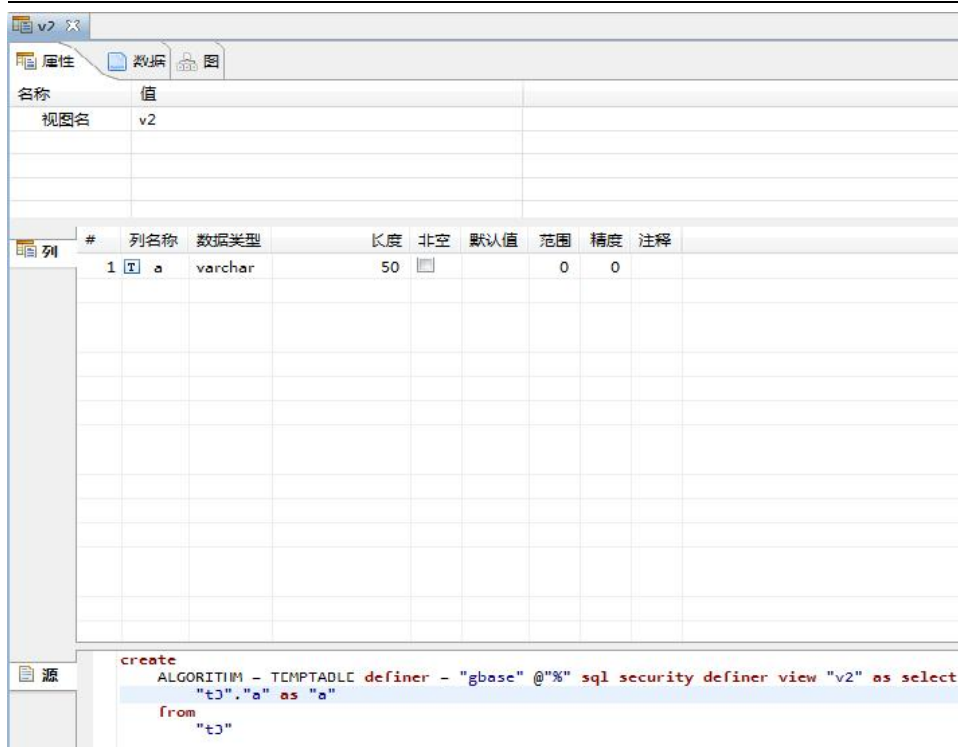 v2
属性 数据 图
名称 值
视图名 v2
列
# 列名称 数据类型 长度 非空 默认值 范围 精度 注释
1 T a varchar 50 0 0
源
create
ALGORITHM = TEMPTABLE definer = "gbase" @"%" sql security definer view "v2" as select
"t3"."a" as "a"
from
"t3"